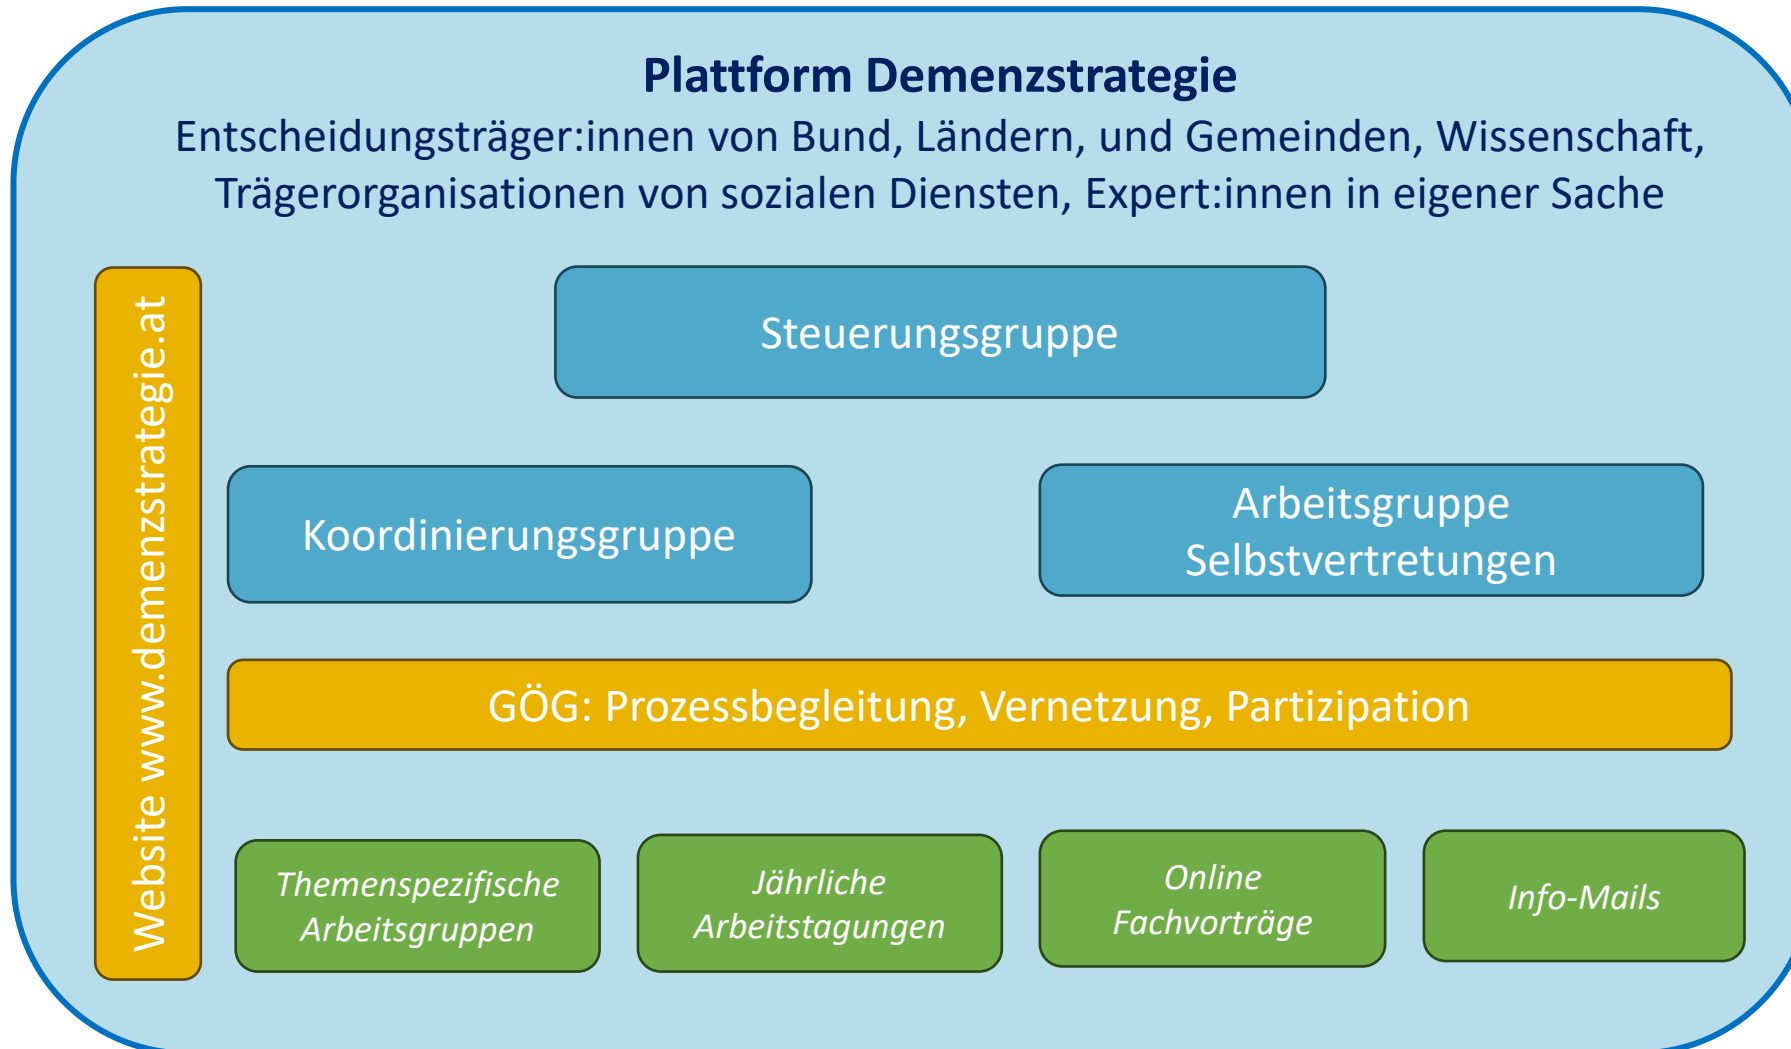 Plattform Demenzstrategie
Entscheidungsträger:innen von Bund, Ländern, und Gemeinden, Wissenschaft,
Trägerorganisationen von sozialen Diensten, Expert:innen in eigener Sache
Website www.demenzstrategie.at
Steuerungsgruppe
Koordinierungsgruppe
Arbeitsgruppe
Selbstvertretungen
GÖG: Prozessbegleitung, Vernetzung, Partizipation
Themenspezifische
Arbeitsgruppen
Jährliche
Arbeitstagungen
Online
Fachvorträge
Info-Mails